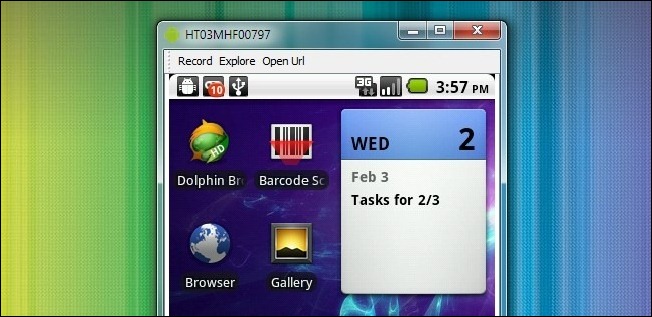 HT03MHF00797
Record Explore Open Url
10 3G 3:57 PM
WED 2
Feb 3
Tasks for 2/3
HD
Dolphin Br
Barcode Sc
Browser
Gallery